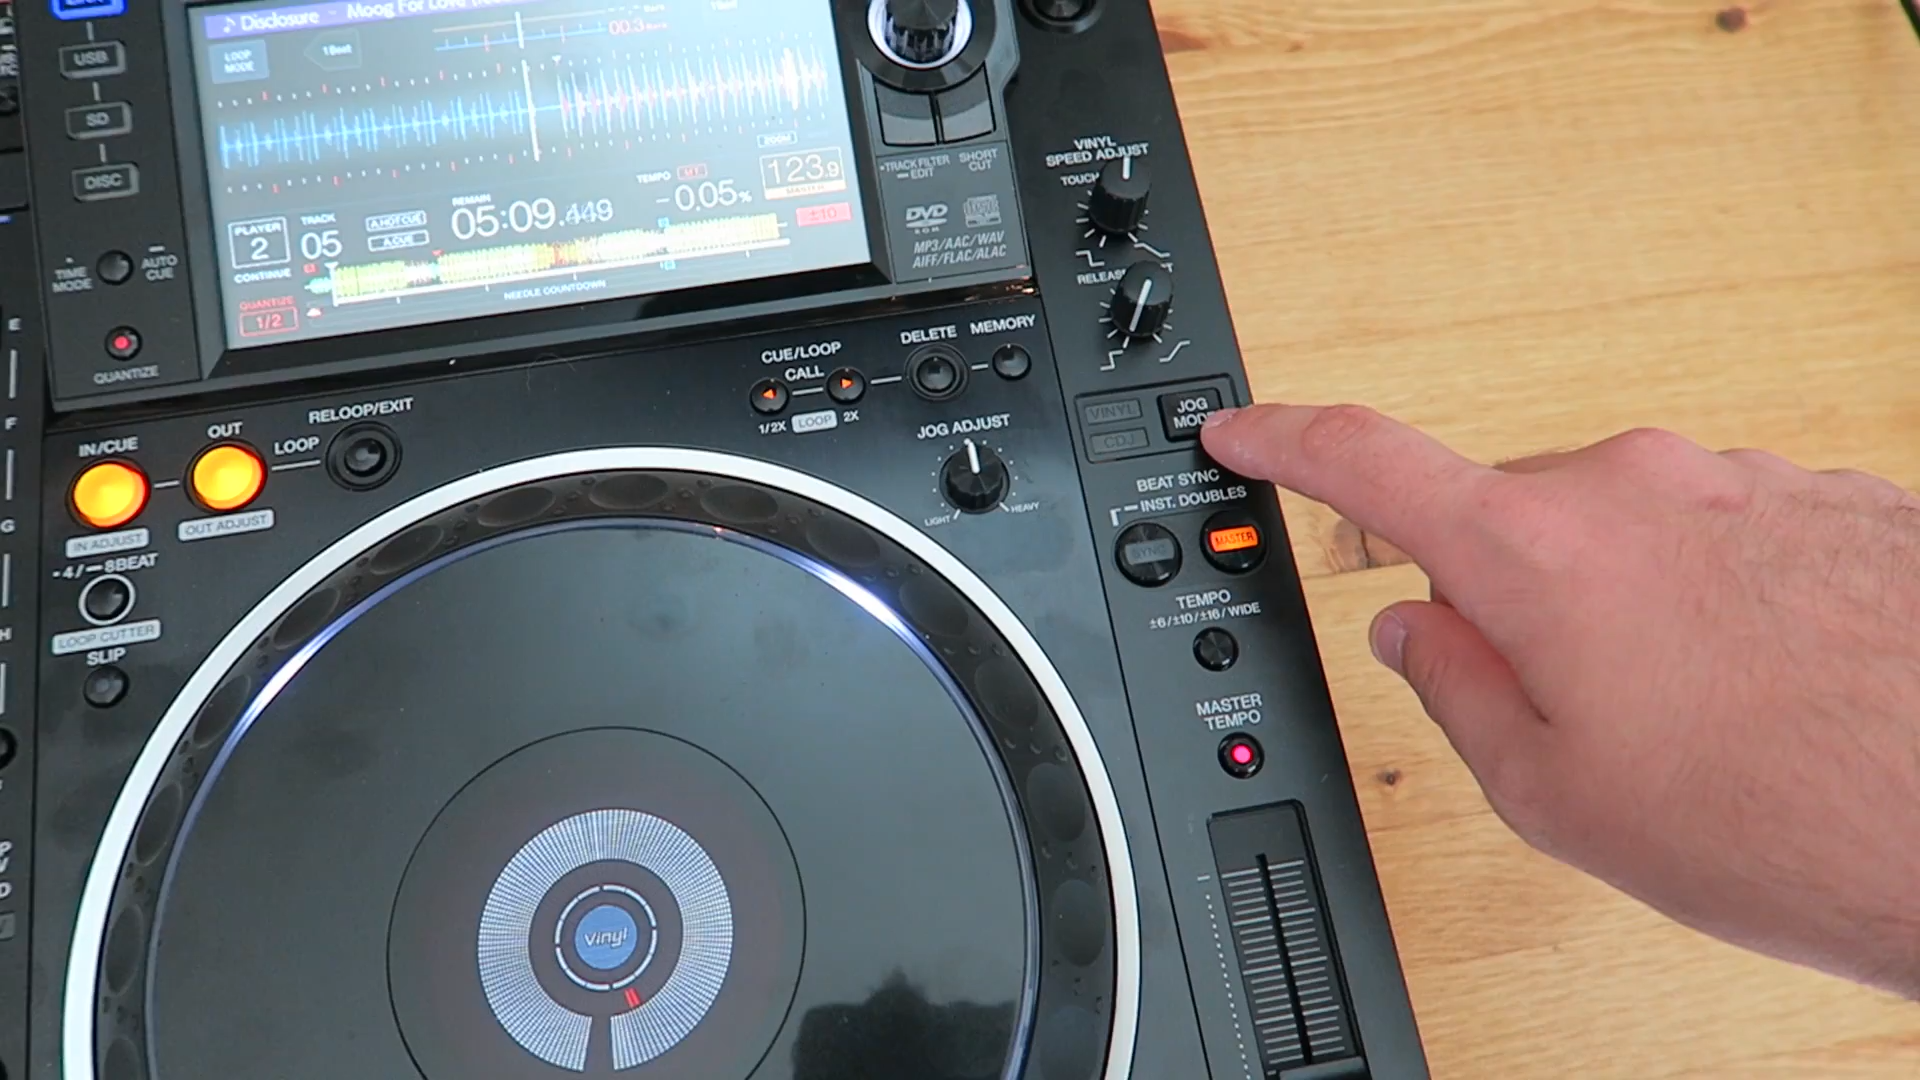 LINK
USB
SD
DISC
TIME MODE
AUTO CUE
QUANTIZE
♪ Disclosure - Moog For Love
00.3 Bars
LOOP MODE
1Beat
ZOOM
PLAYER
2
CONTINUE
TRACK
05
A.HOTCUE
A.CUE
REMAIN
05:09.449
TEMPO
MT
-0.05%
123.9
MASTER
±10
QUANTIZE
1/2
NEEDLE COUNTDOWN
•TRACK FILTER
━EDIT
SHORT CUT
DVD
ROM
MP3/AAC/WAV
AIFF/FLAC/ALAC
VINYL
SPEED ADJUST
TOUCH
RELEASE
VINYL
CDJ
JOG
MODE
BEAT SYNC
INST. DOUBLES
SYNC
MASTER
TEMPO
±6/±10/±16/WIDE
MASTER
TEMPO
CUE/LOOP
CALL
1/2X
LOOP
2X
DELETE
MEMORY
JOG ADJUST
LIGHT
HEAVY
IN/CUE
OUT
LOOP
RELOOP/EXIT
IN ADJUST
OUT ADJUST
4/━8BEAT
LOOP CUTTER
SLIP
Vinyl
E
F
G
H